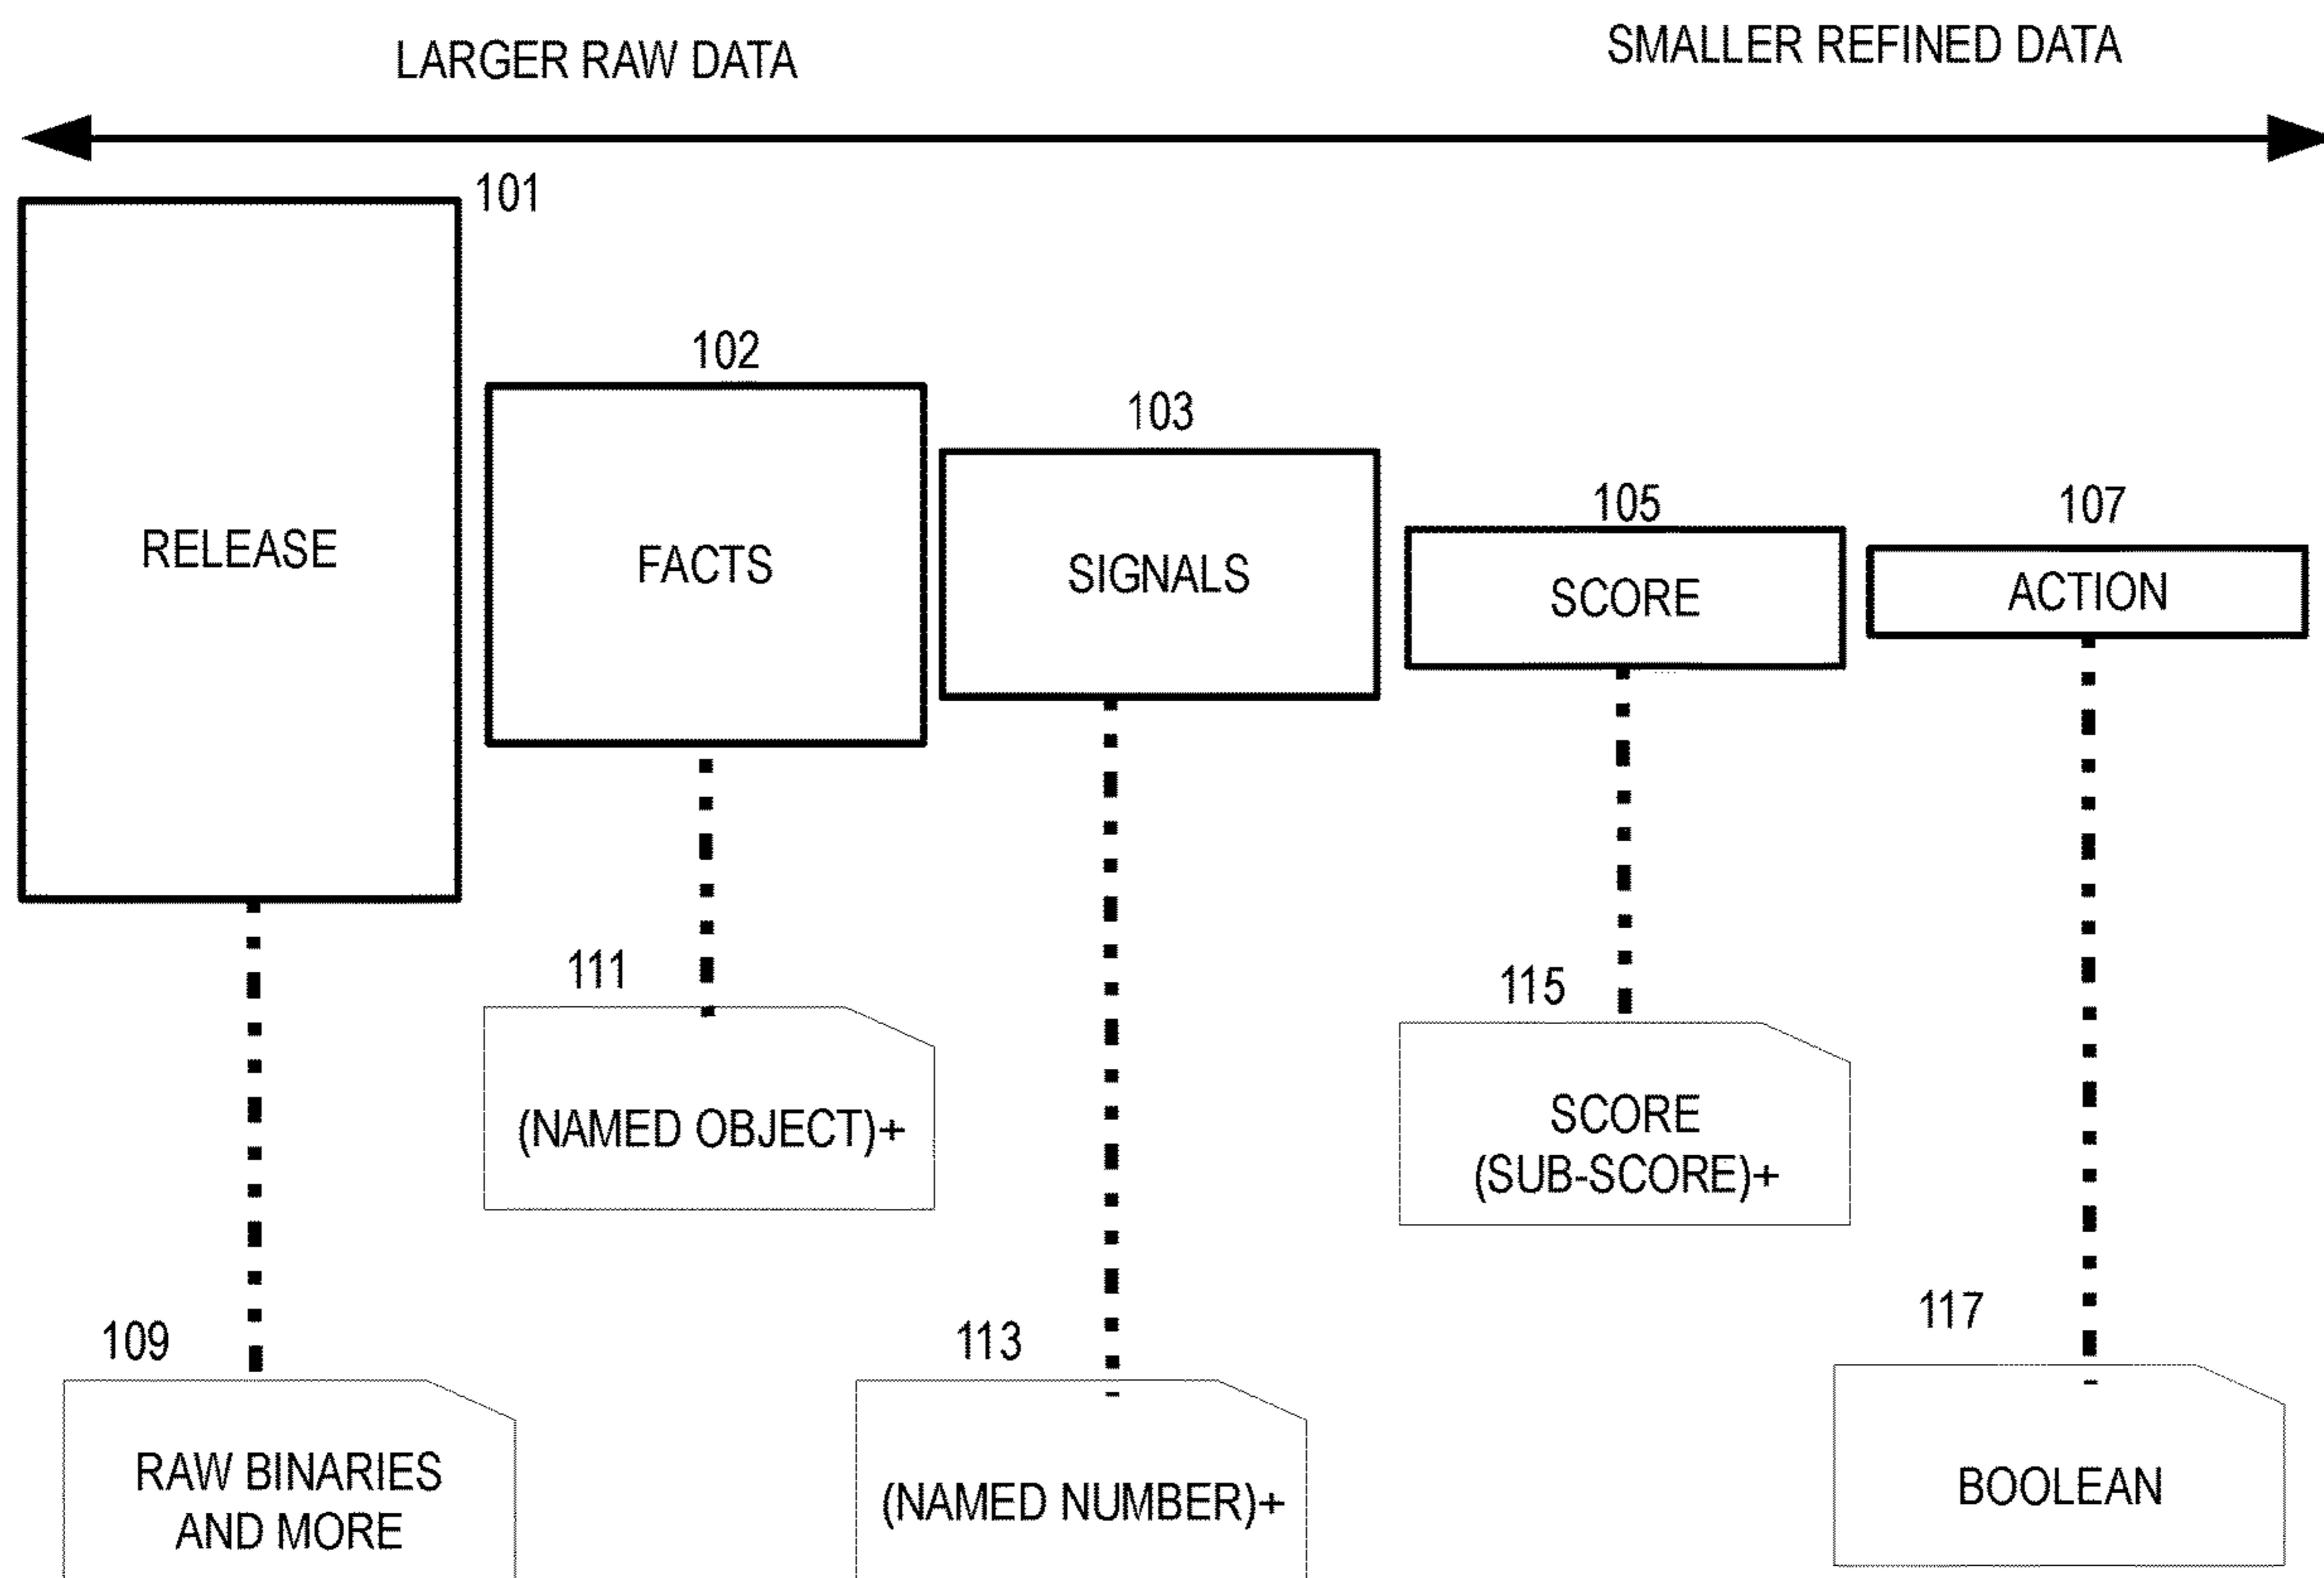 LARGER RAW DATA
SMALLER REFINED DATA
101
102
103
105
107
RELEASE
FACTS
SIGNALS
SCORE
ACTION
111
115
(NAMED OBJECT)+
SCORE
(SUB-SCORE)+
109
113
117
RAW BINARIES
AND MORE
(NAMED NUMBER)+
BOOLEAN